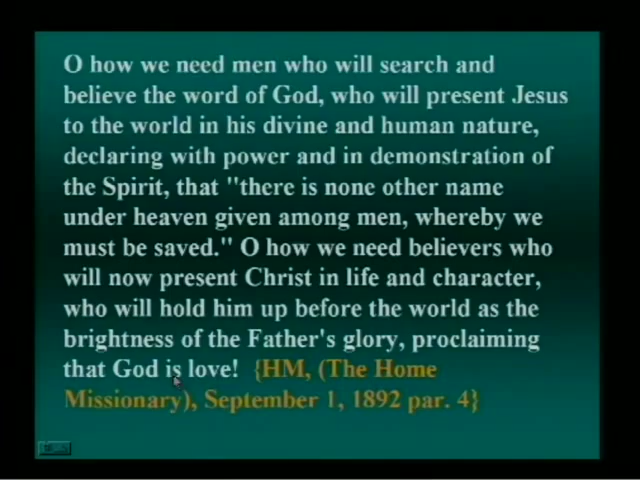 O how we need men who will search and
believe the word of God, who will present Jesus
to the world in his divine and human nature,
declaring with power and in demonstration of
the Spirit, that "there is none other name
under heaven given among men, whereby we
must be saved." O how we need believers who
will now present Christ in life and character,
who will hold him up before the world as the
brightness of the Father's glory, proclaiming
that God is love! {HM, (The Home
Missionary), September 1, 1892 par. 4}